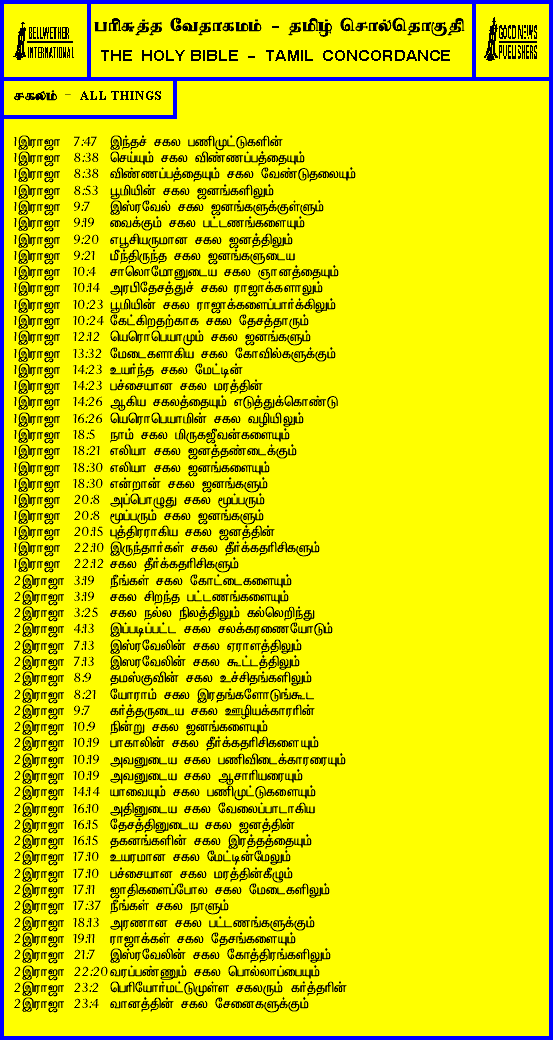 BELLWETHER
INTERNATIONAL
பரிசுத்த வேதாகமம் - தமிழ் சொல்தொகுதி
THE HOLY BIBLE - TAMIL CONCORDANCE
GOOD NEWS
PUBLISHERS
சகலம் - ALL THINGS
1இராஜா 7:47 இந்தச் சகல பணிமுட்டுகளின்
1இராஜா 8:38 செய்யும் சகல விண்ணப்பத்தையும்
1இராஜா 8:38 விண்ணப்பத்தையும் சகல வேண்டுதலையும்
1இராஜா 8:53 பூமியின் சகல ஜனங்களிலும்
1இராஜா 9:7 இஸ்ரவேல் சகல ஜனங்களுக்குள்ளும்
1இராஜா 9:19 வைக்கும் சகல பட்டணங்களையும்
1இராஜா 9:20 எபூசியருமான சகல ஜனத்திலும்
1இராஜா 9:21 மீந்திருந்த சகல ஜனங்களுடைய
1இராஜா 10:4 சாலொமோனுடைய சகல ஞானத்தையும்
1இராஜா 10:14 அரபிதேசத்துச் சகல ராஜாக்களாலும்
1இராஜா 10:23 பூமியின் சகல ராஜாக்களைப்பார்க்கிலும்
1இராஜா 10:24 கேட்கிறதற்காக சகல தேசத்தாரும்
1இராஜா 12:12 யெரொபெயாமும் சகல ஜனங்களும்
1இராஜா 13:32 மேடைகளாகிய சகல கோவில்களுக்கும்
1இராஜா 14:23 உயர்ந்த சகல மேட்டின்
1இராஜா 14:23 பச்சையான சகல மரத்தின்
1இராஜா 14:26 ஆகிய சகலத்தையும் எடுத்துக்கொண்டு
1இராஜா 16:26 யெரொபெயாமின் சகல வழியிலும்
1இராஜா 18:5 நாம் சகல மிருகஜீவன்களையும்
1இராஜா 18:21 எலியா சகல ஜனத்தண்டைக்கும்
1இராஜா 18:30 எலியா சகல ஜனங்களையும்
1இராஜா 18:30 என்றான் சகல ஜனங்களும்
1இராஜா 20:8 அப்பொழுது சகல மூப்பரும்
1இராஜா 20:8 மூப்பரும் சகல ஜனங்களும்
1இராஜா 20:15 புத்திரராகிய சகல ஜனத்தின்
1இராஜா 22:10 இருந்தார்கள் சகல தீர்க்கதரிசிகளும்
1இராஜா 22:12 சகல தீர்க்கதரிசிகளும்
2இராஜா 3:19 நீங்கள் சகல கோட்டைகளையும்
2இராஜா 3:19 சகல சிறந்த பட்டணங்களையும்
2இராஜா 3:25 சகல நல்ல நிலத்திலும் கல்லெறிந்து
2இராஜா 4:13 இப்படிப்பட்ட சகல சலக்கரணையோடும்
2இராஜா 7:13 இஸ்ரவேலின் சகல ஏராளத்திலும்
2இராஜா 7:13 இஸரவேலின் சகல கூட்டத்திலும்
2இராஜா 8:9 தமஸ்குவின் சகல உச்சிதங்களிலும்
2இராஜா 8:21 யோராம் சகல இரதங்களோடுங்கூட
2இராஜா 9:7 கர்த்தருடைய சகல ஊழியக்காரரின்
2இராஜா 10:9 நின்று சகல ஜனங்களையும்
2இராஜா 10:19 பாகாலின் சகல தீர்க்கதரிசிகளையும்
2இராஜா 10:19 அவனுடைய சகல பணிவிடைக்காரரையும்
2இராஜா 10:19 அவனுடைய சகல ஆசாரியரையும்
2இராஜா 14:14 யாவையும் சகல பணிமுட்டுகளையும்
2இராஜா 16:10 அதினுடைய சகல வேலைப்பாடாகிய
2இராஜா 16:15 தேசத்தினுடைய சகல ஜனத்தின்
2இராஜா 16:15 தகனங்களின் சகல இரத்தத்தையும்
2இராஜா 17:10 உயரமான சகல மேட்டின்மேலும்
2இராஜா 17:10 பச்சையான சகல மரத்தின்கீழும்
2இராஜா 17:11 ஜாதிகளைப்போல சகல மேடைகளிலும்
2இராஜா 17:37 நீங்கள் சகல நாளும்
2இராஜா 18:13 அரணான சகல பட்டணங்களுக்கும்
2இராஜா 19:11 ராஜாக்கள் சகல தேசங்களையும்
2இராஜா 21:7 இஸ்ரவேலின் சகல கோத்திரங்களிலும்
2இராஜா 22:20 வரப்பண்ணும் சகல பொல்லாப்பையும்
2இராஜா 23:2 பெரியோர்மட்டுமுள்ள சகலரும் கர்த்தரின்
2இராஜா 23:4 வானத்தின் சகல சேனைகளுக்கும்